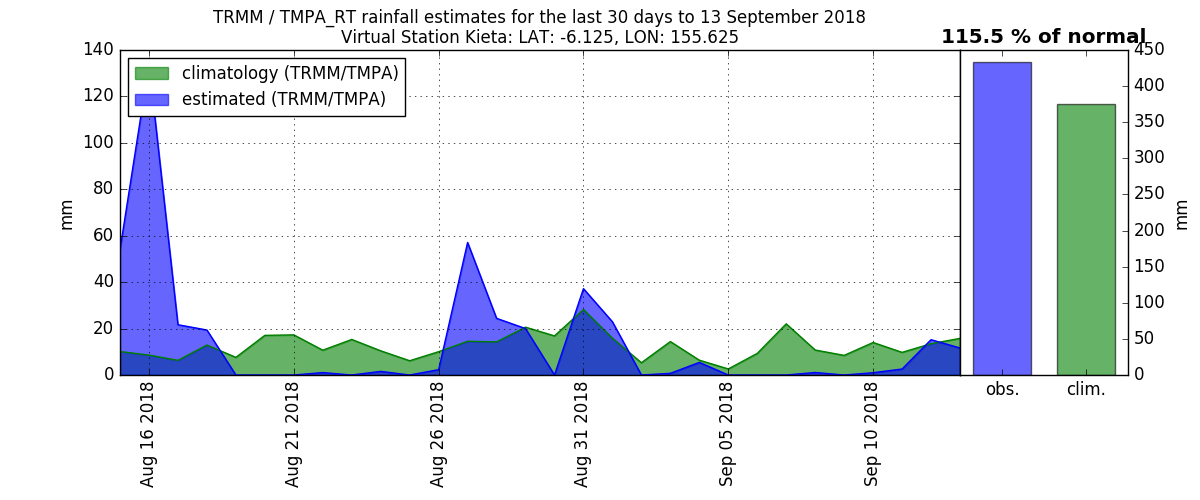 TRMM / TMPA_RT rainfall estimates for the last 30 days to 13 September 2018
Virtual Station Kieta: LAT: -6.125, LON: 155.625
115.5 % of normal
climatology (TRMM/TMPA)
estimated (TRMM/TMPA)
mm
140
120
100
80
60
40
20
0
Aug 16 2018
Aug 21 2018
Aug 26 2018
Aug 31 2018
Sep 05 2018
Sep 10 2018
obs.
clim.
450
400
350
300
250
200
150
100
50
0
mm